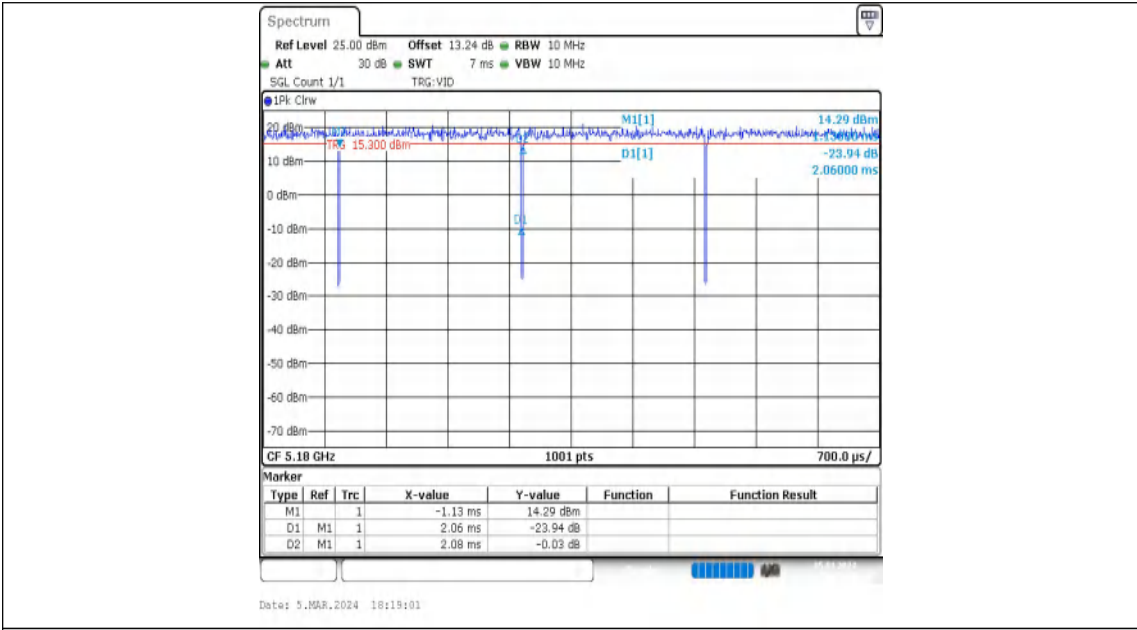 Spectrum
Ref Level 25.00 dBm Offset 13.24 dB RBW 10 MHz
Att 30 dB SWT 7 ms VBW 10 MHz
SGL Count 1/1 TRG:VID
1Pk Clrw
M1[1] 14.29 dBm
20 dBm
TRG 15.300 dBm
D1[1] -23.94 dB
2.06000 ms
10 dBm
0 dBm
D1
-10 dBm
-20 dBm
-30 dBm
-40 dBm
-50 dBm
-60 dBm
-70 dBm
CF 5.18 GHz 1001 pts 700.0 µs/
Marker
Type Ref Trc X-value Y-value Function Function Result
M1 1 -1.13 ms 14.29 dBm
D1 M1 1 2.06 ms -23.94 dB
D2 M1 1 2.08 ms -0.03 dB
Date: 5.MAR.2024 18:19:01